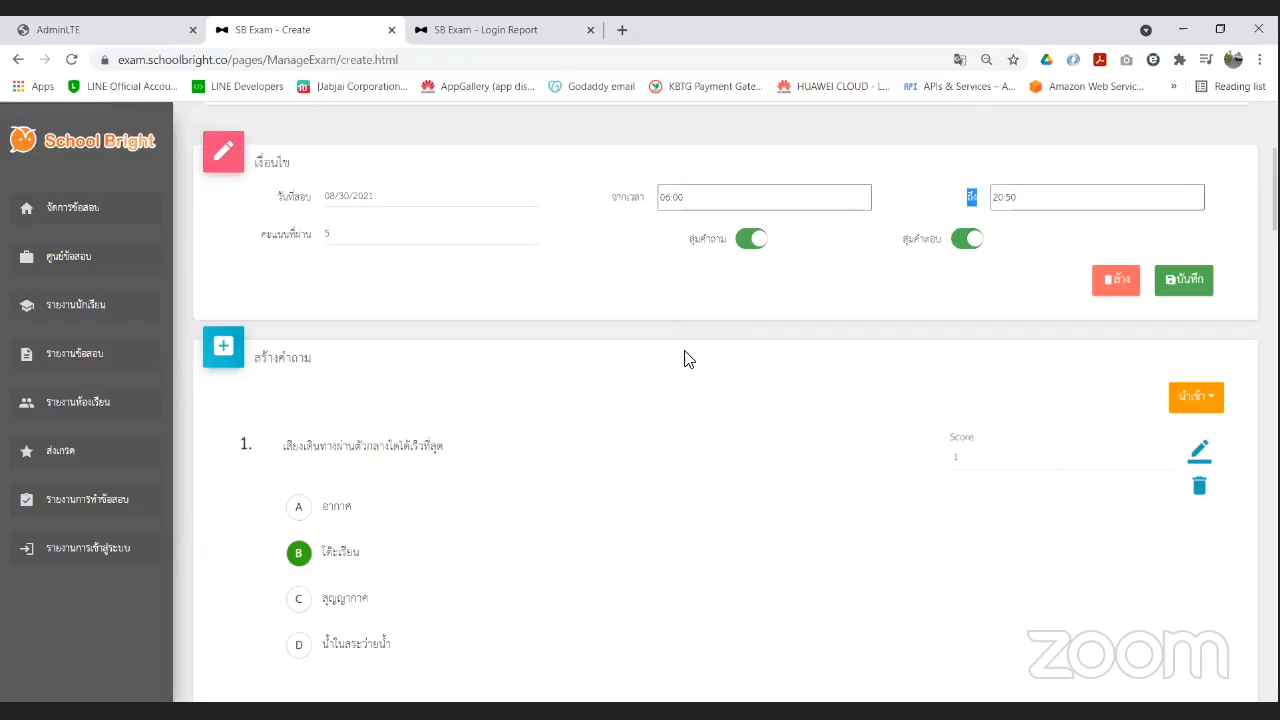 AdminLTE
SB Exam - Create
SB Exam - Login Report
exam.schoolbright.co/pages/ManageExam/create.html
Apps
LINE Official Accou...
LINE Developers
[Jabjai Corporation...
AppGallery (app dis...
Godaddy email
KBTG Payment Gate...
HUAWEI CLOUD - L...
API APIs & Services – A...
Amazon Web Servic...
»
Reading list
School Bright
จัดการข้อสอบ
ศูนย์ข้อสอบ
รายงานนักเรียน
รายงานข้อสอบ
รายงานห้องเรียน
ส่งเกรด
รายงานการทำข้อสอบ
รายงานการเข้าสู่ระบบ
เงื่อนไข
วันที่สอบ 08/30/2021 จากเวลา 06:00 ถึง 20:50
คะแนนที่ผ่าน 5 สุ่มคำถาม สุ่มคำตอบ
ล้าง บันทึก
สร้างคำถาม
นำเข้า
1. เสียงเดินทางผ่านตัวกลางใดได้เร็วที่สุด
Score
1
A อากาศ
B โต๊ะเรียน
C สุญญากาศ
D น้ำในสระว่ายน้ำ
zoom